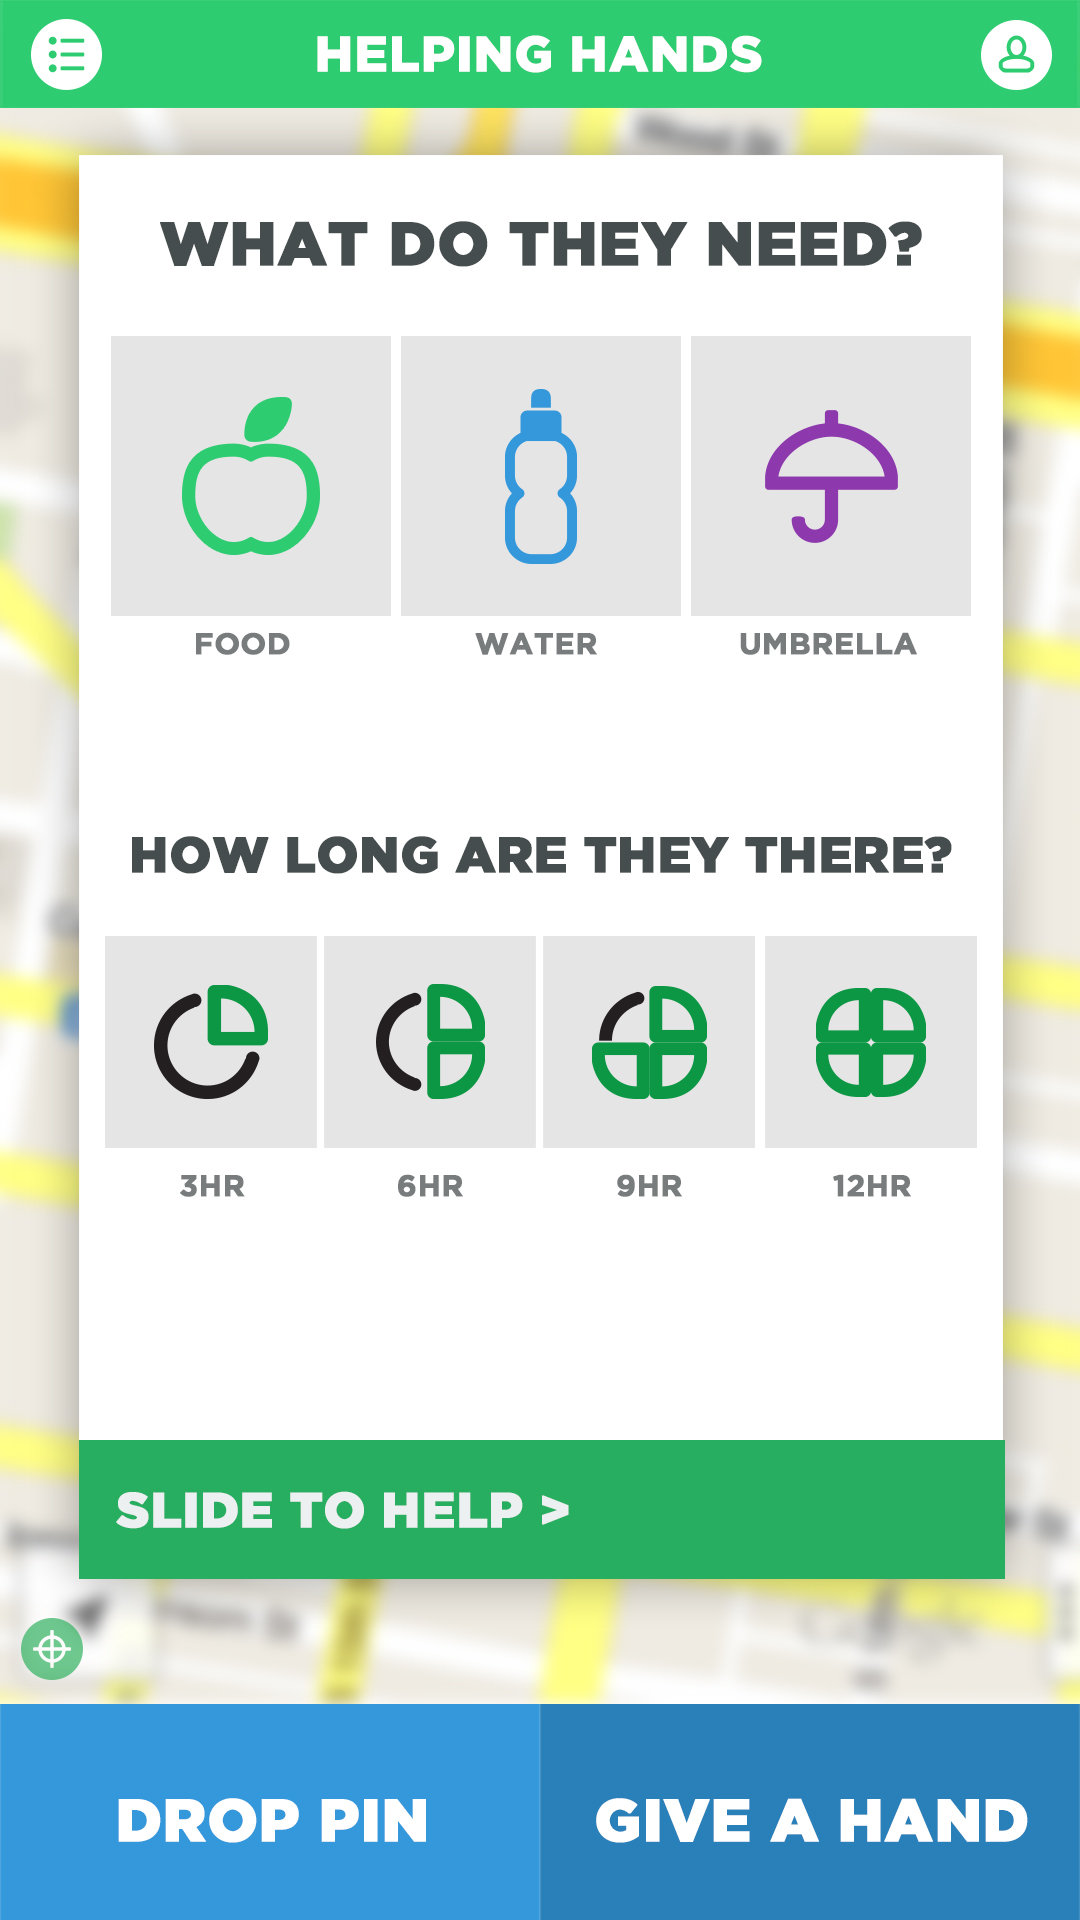 HELPING HANDS
WHAT DO THEY NEED?
FOOD WATER UMBRELLA
HOW LONG ARE THEY THERE?
3HR 6HR 9HR 12HR
SLIDE TO HELP >
DROP PIN GIVE A HAND